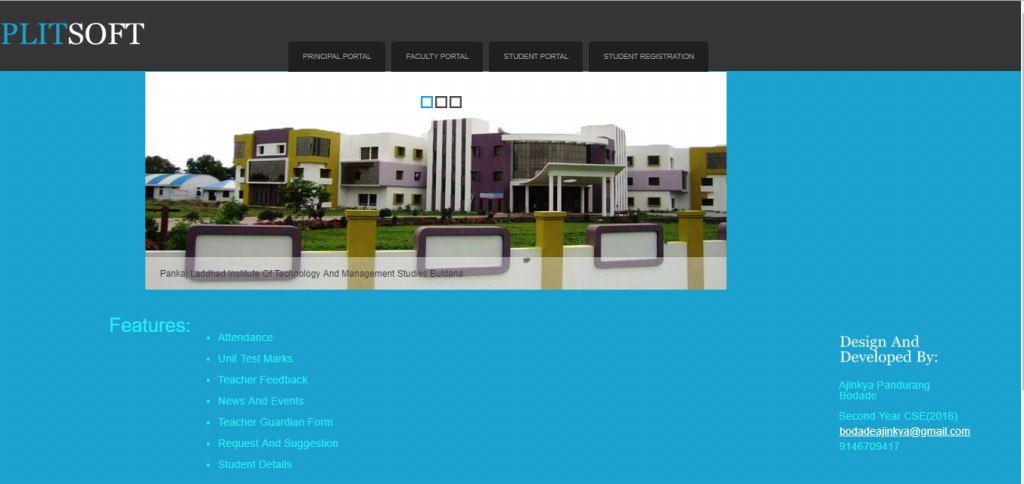 PLITSOFT
PRINCIPAL PORTAL
FACULTY PORTAL
STUDENT PORTAL
STUDENT REGISTRATION
Pankaj Laddhad Institute Of Technology And Management Studies Buldana
Features:
Attendance
Unit Test Marks
Teacher Feedback
News And Events
Teacher Guardian Form
Request And Suggestion
Student Details
Design And
Developed By:
Ajinkya Pandurang
Bodade
Second Year CSE(2016)
bodadeajinkya@gmail.com
9146709417